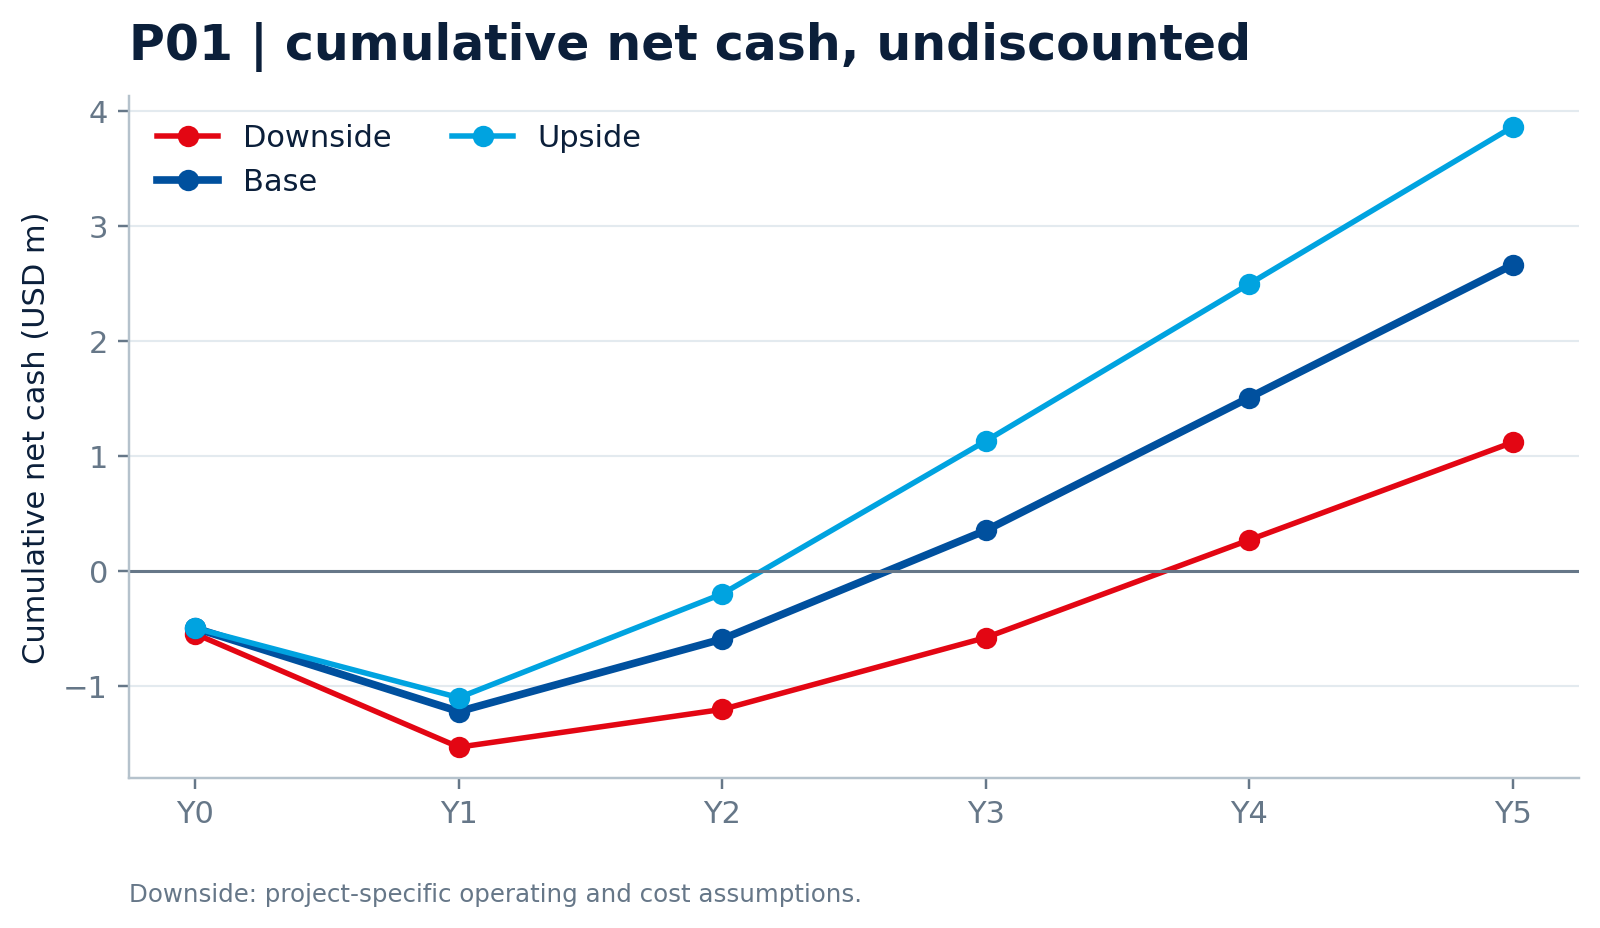 P01 | cumulative net cash, undiscounted
Cumulative net cash (USD m)
4
3
2
1
0
−1
Downside
Base
Upside
Y0 Y1 Y2 Y3 Y4 Y5
Downside: project-specific operating and cost assumptions.